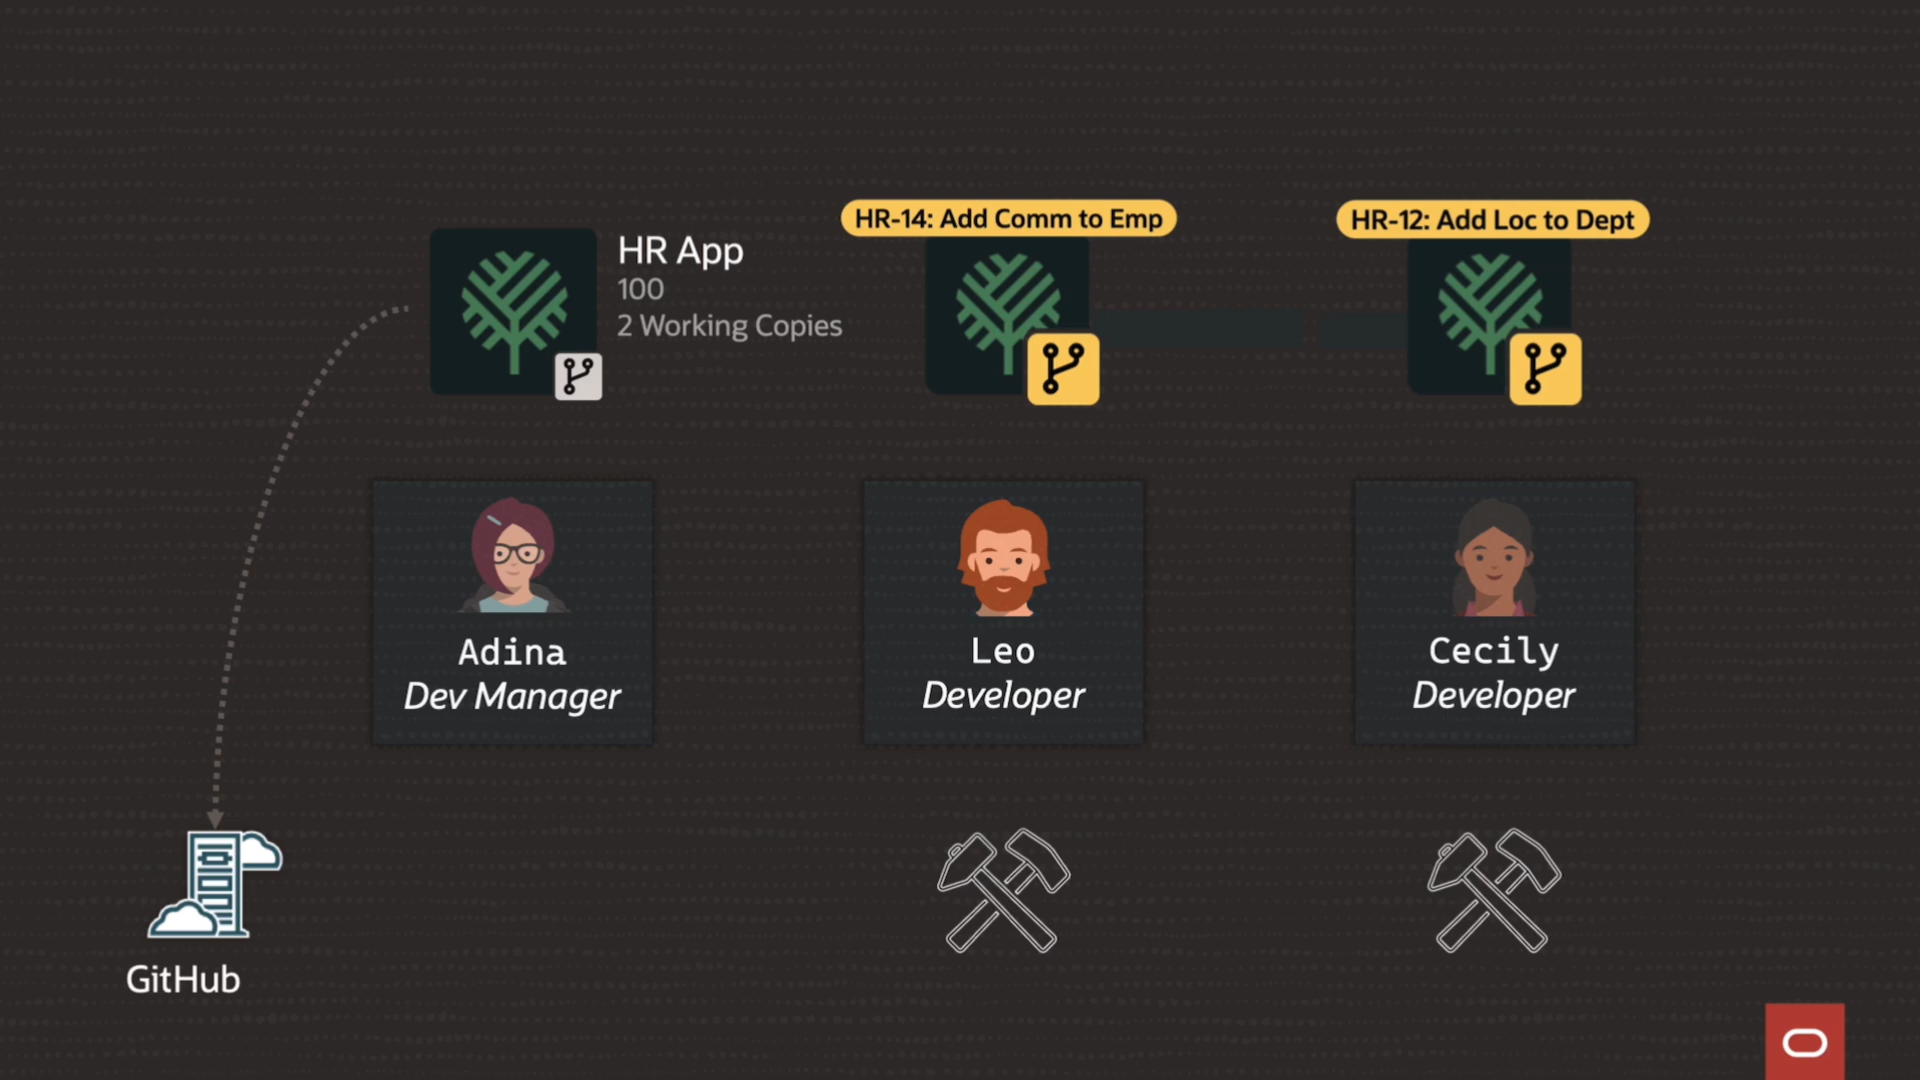 HR App
100
2 Working Copies
HR-14: Add Comm to Emp
HR-12: Add Loc to Dept
Adina
Dev Manager
Leo
Developer
Cecily
Developer
GitHub